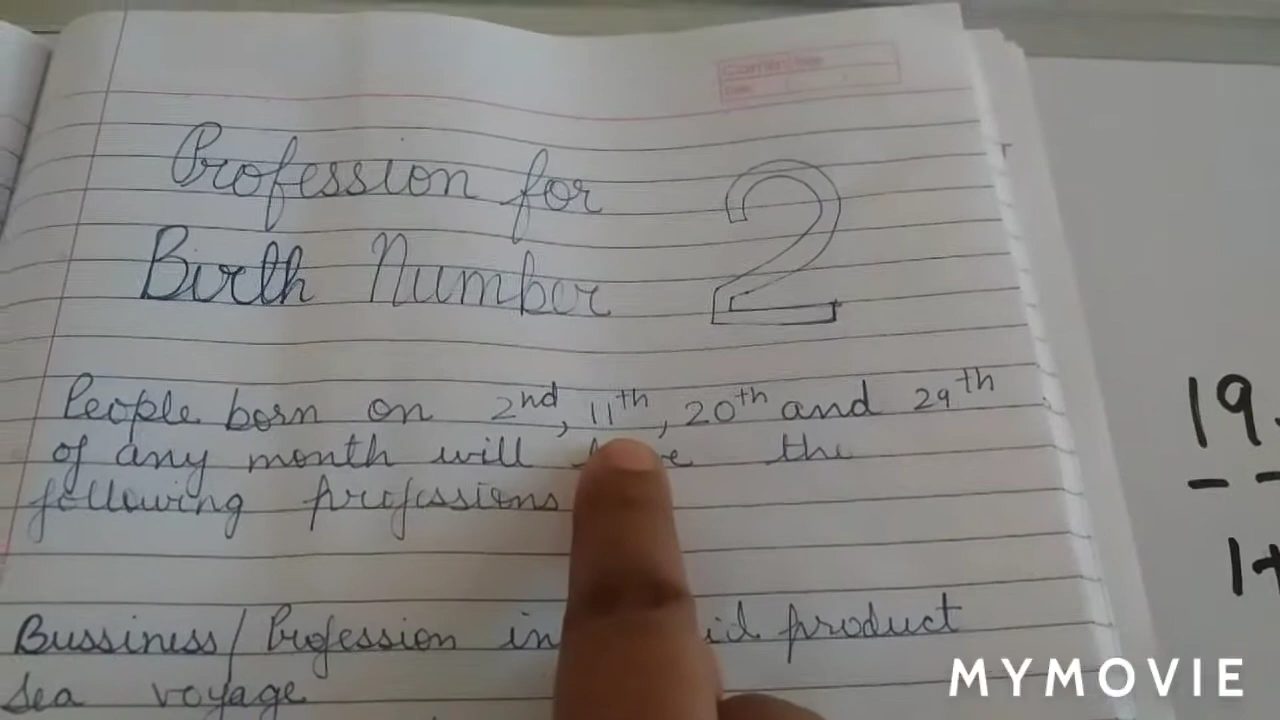 Profession for
Birth Number 2
People born on 2nd, 11th, 20th and 29th
of any month will the
following professions
Bussiness/Profession in product
sea voyage
19
1+
MYMOVIE